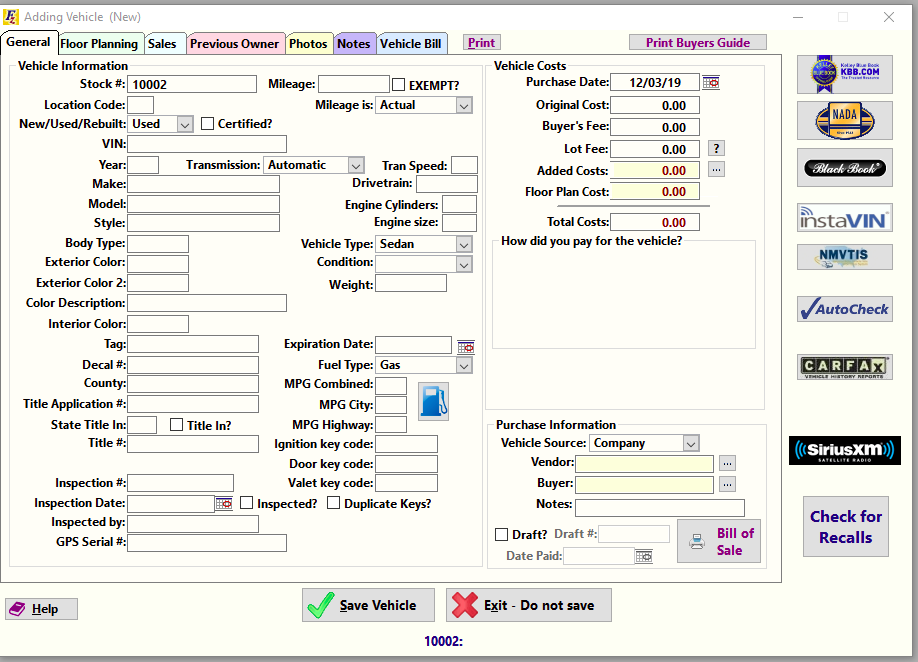 Adding Vehicle (New)
General Floor Planning Sales Previous Owner Photos Notes Vehicle Bill Print Print Buyers Guide
Vehicle Information
Stock #: 10002 Mileage: EXEMPT?
Location Code: Mileage is: Actual
New/Used/Rebuilt: Used Certified?
VIN:
Year: Transmission: Automatic Tran Speed:
Make: Drivetrain:
Model: Engine Cylinders:
Style: Engine size:
Body Type: Vehicle Type: Sedan
Exterior Color: Condition:
Exterior Color 2: Weight:
Color Description:
Interior Color:
Tag: Expiration Date:
Decal #: Fuel Type: Gas
County: MPG Combined:
Title Application #: MPG City:
State Title In: Title In? MPG Highway:
Title #: Ignition key code:
Door key code:
Inspection #: Valet key code:
Inspection Date: Inspected? Duplicate Keys?
Inspected by:
GPS Serial #:
Vehicle Costs
Purchase Date: 12/03/19
Original Cost: 0.00
Buyer's Fee: 0.00
Lot Fee: 0.00 ?
Added Costs: 0.00 ...
Floor Plan Cost: 0.00
Total Costs: 0.00
How did you pay for the vehicle?
Purchase Information
Vehicle Source: Company
Vendor: ...
Buyer: ...
Notes:
Draft? Draft #:
Date Paid:
Bill of
Sale
Kelley Blue Book
KBB.COM
The Trusted Resource
NADA
Black Book
instaVIN
NMVTIS
AutoCheck
CARFAX
VEHICLE HISTORY REPORTS
SiriusXM
SATELLITE RADIO
Check for
Recalls
Help Save Vehicle Exit - Do not save
10002: